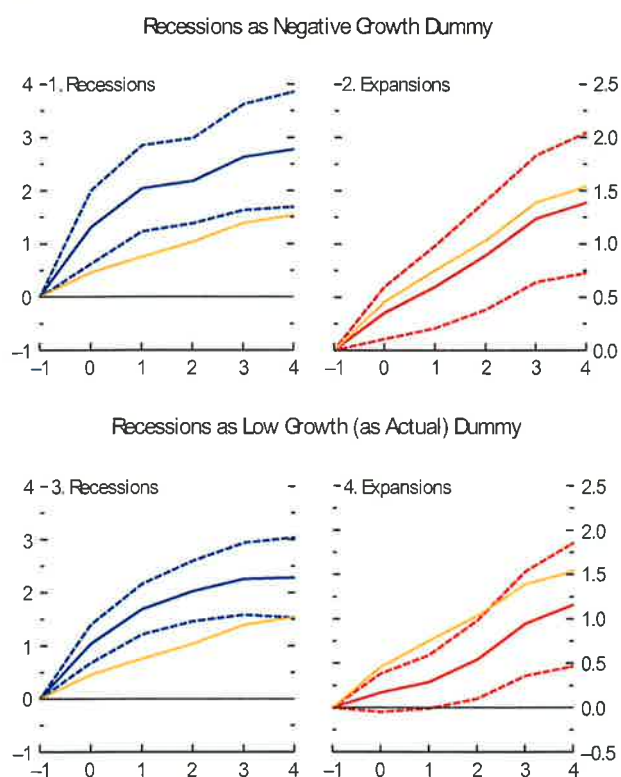 Recessions as Negative Growth Dummy
1. Recessions
4
3
2
1
0
–1
–1 0 1 2 3 4
2. Expansions
2.5
2.0
1.5
1.0
0.5
0.0
–1 0 1 2 3 4
Recessions as Low Growth (as Actual) Dummy
3. Recessions
4
3
2
1
0
–1
–1 0 1 2 3 4
4. Expansions
2.5
2.0
1.5
1.0
0.5
0.0
–0.5
–1 0 1 2 3 4